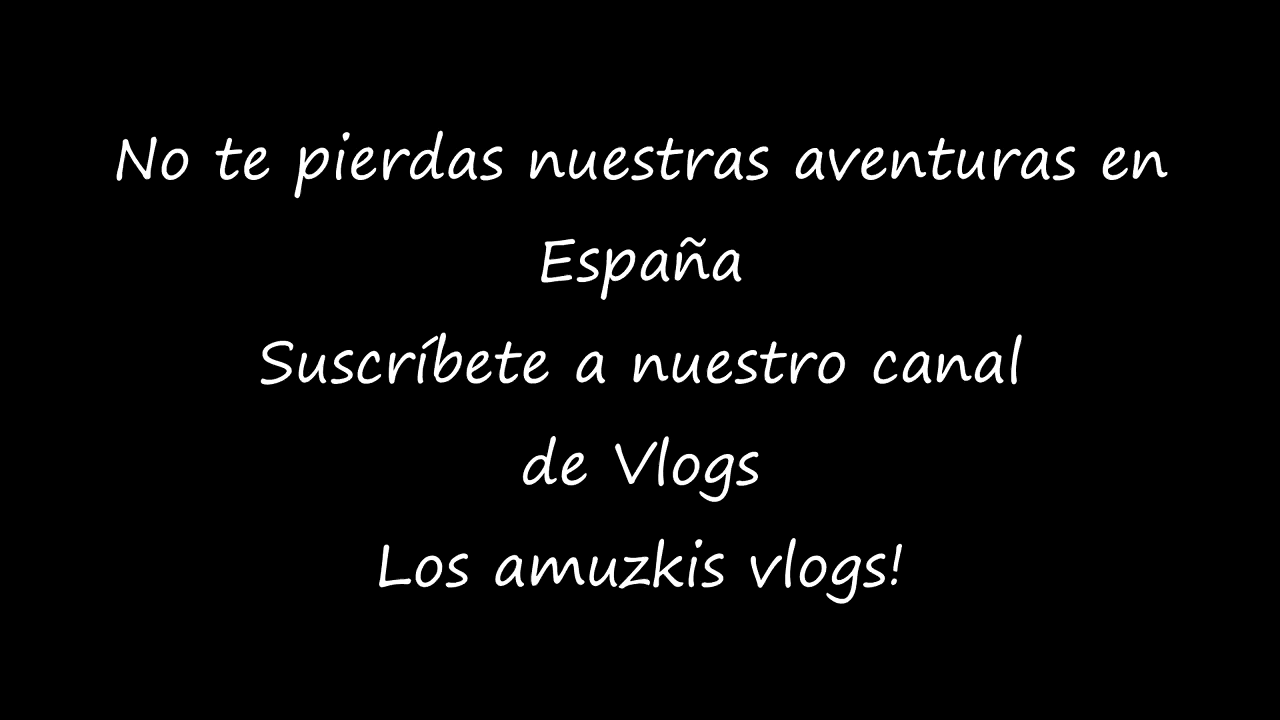 No te pierdas nuestras aventuras en
España
Suscríbete a nuestro canal
de Vlogs
Los amuzkis vlogs!